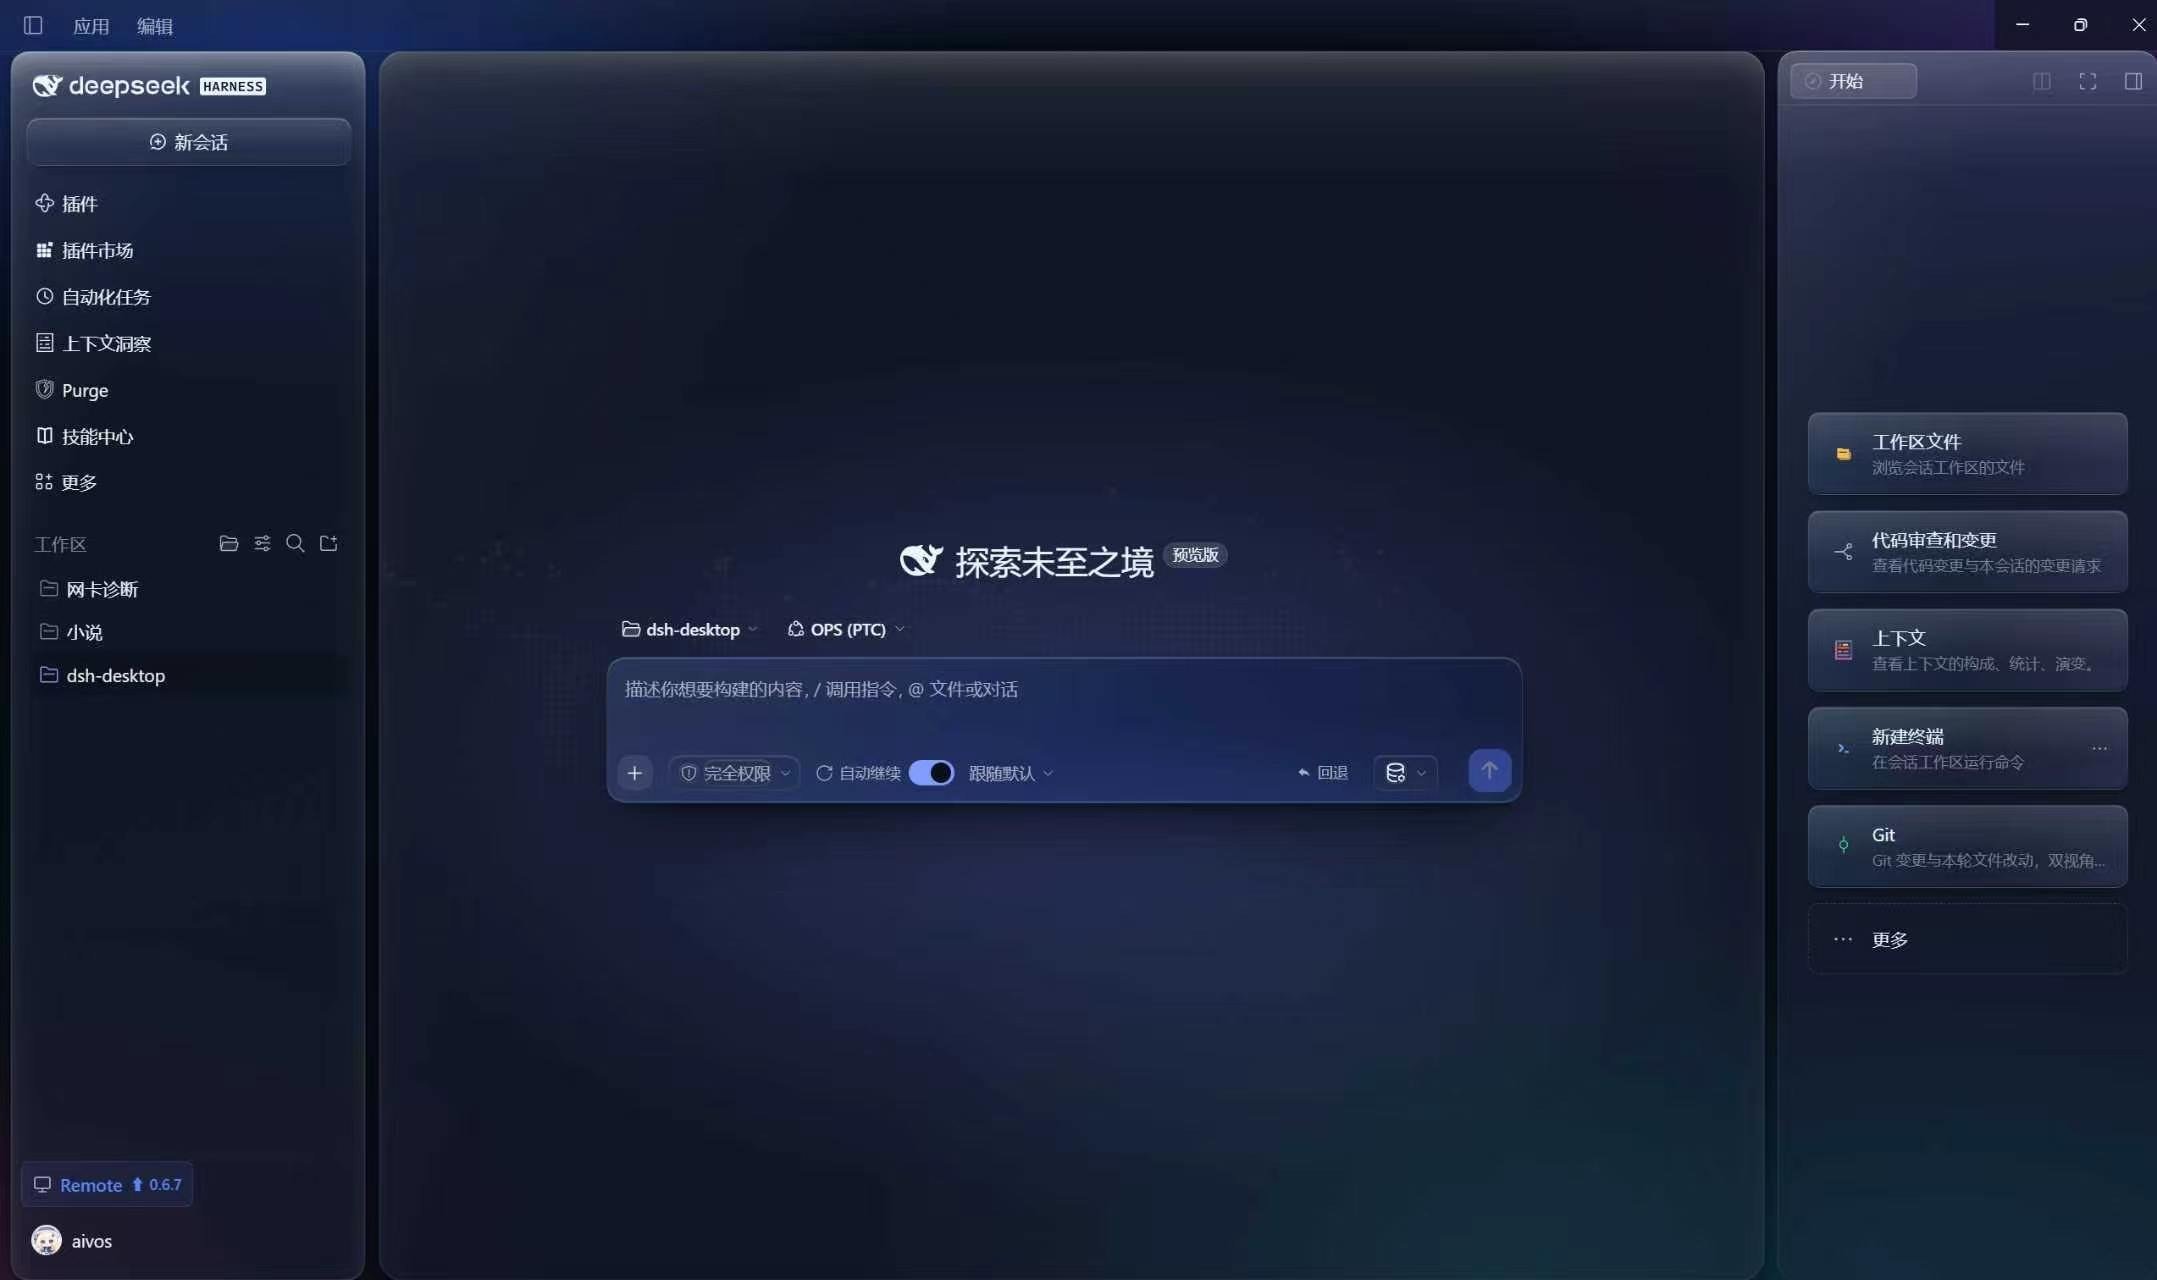 应用 编辑
deepseek HARNESS
新会话
插件
插件市场
自动化任务
上下文洞察
Purge
技能中心
更多
工作区
网卡诊断
小说
dsh-desktop
Remote 0.6.7
aivos
探索未至之境 预览版
dsh-desktop OPS (PTC)
描述你想要构建的内容, / 调用指令, @ 文件或对话
完全权限 自动继续 跟随默认 回退
开始
工作区文件
浏览会话工作区的文件
代码审查和变更
查看代码变更与本会话的变更请求
上下文
查看上下文的构成、统计、演变。
新建终端
在会话工作区运行命令
Git
Git 变更与本轮文件改动，双视角...
更多